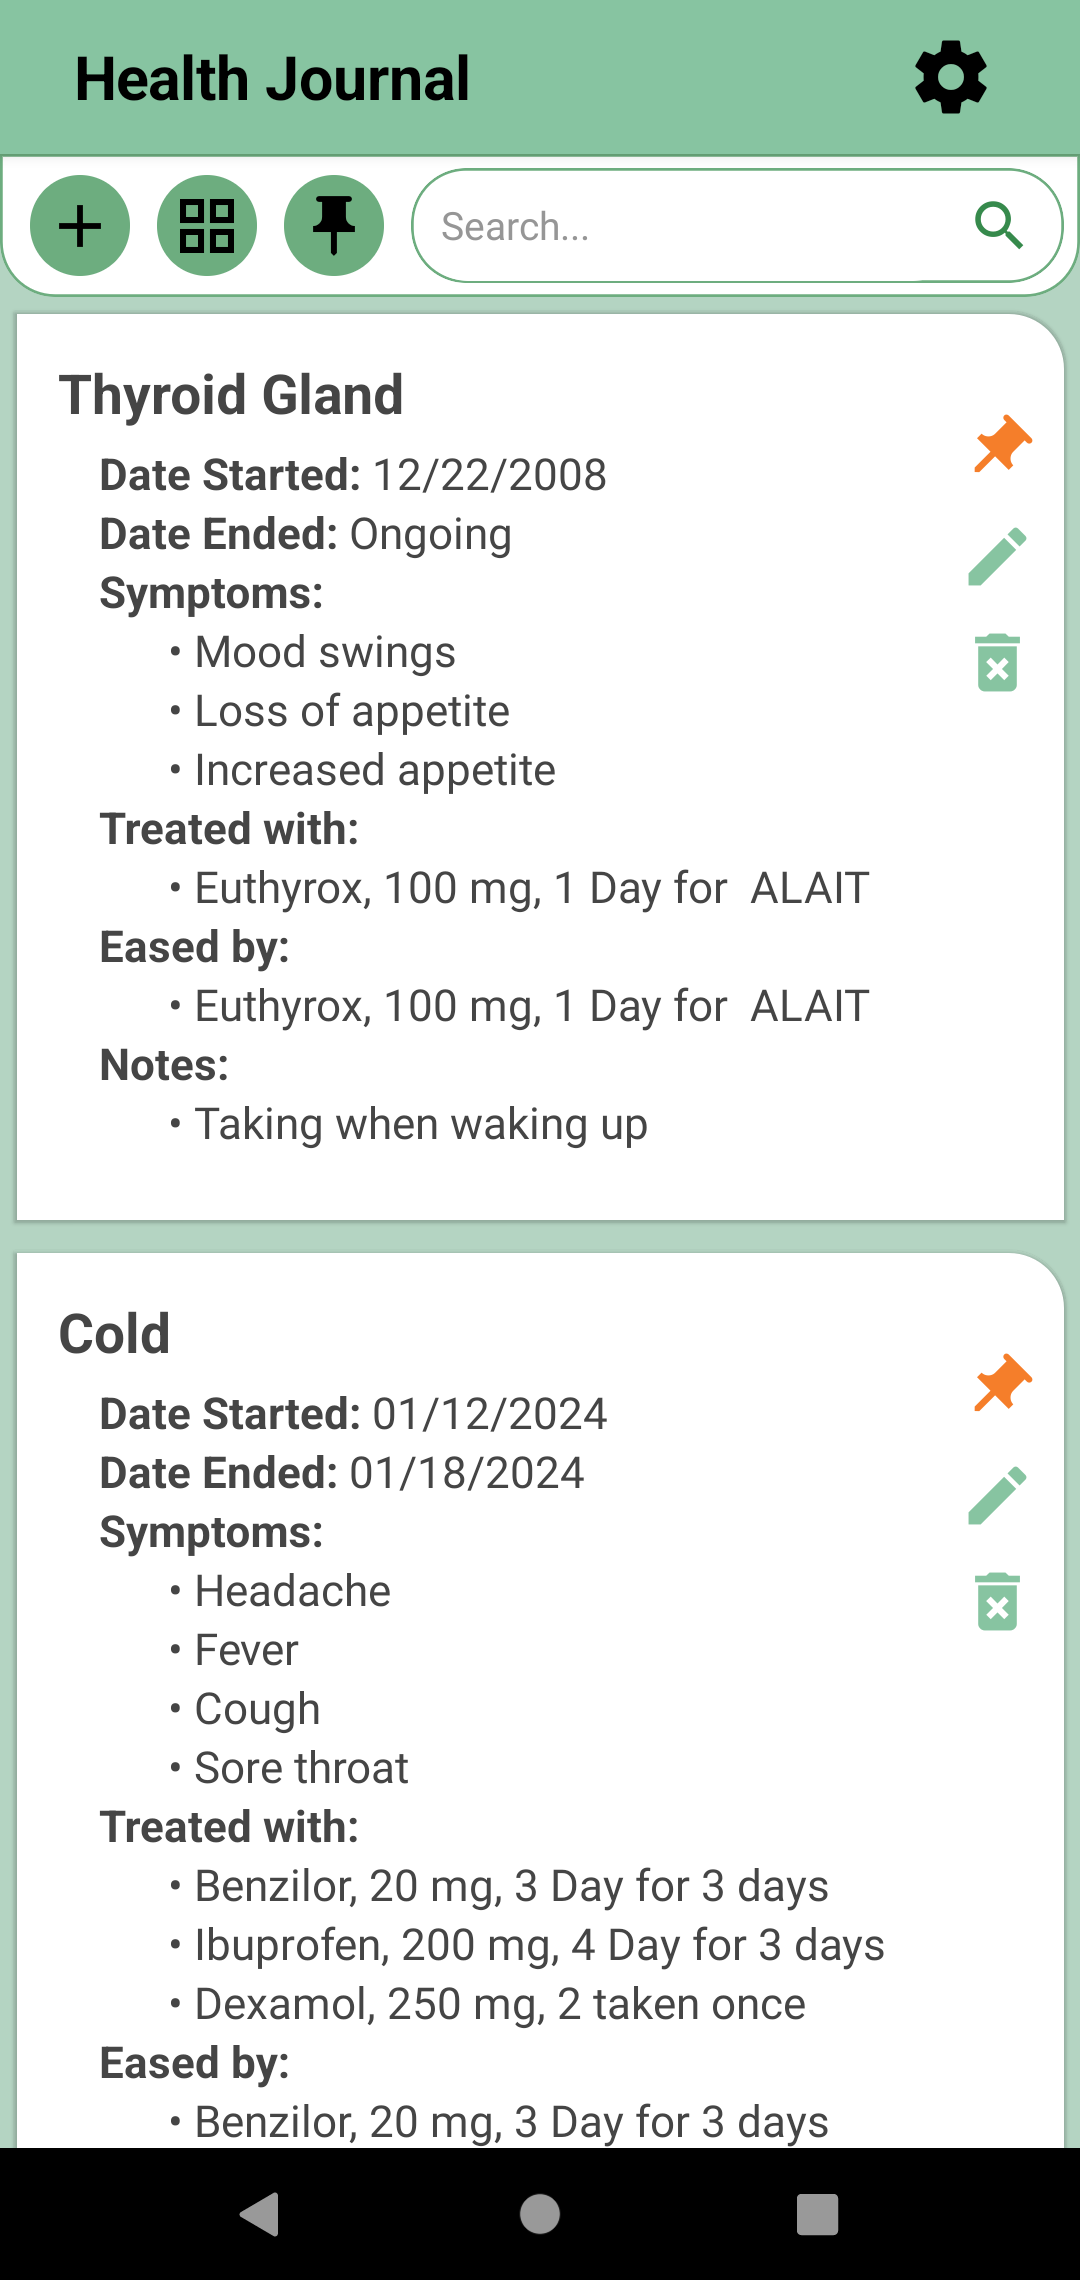 Health Journal
Search...
Thyroid Gland
Date Started: 12/22/2008
Date Ended: Ongoing
Symptoms:
• Mood swings
• Loss of appetite
• Increased appetite
Treated with:
• Euthyrox, 100 mg, 1 Day for  ALAIT
Eased by:
• Euthyrox, 100 mg, 1 Day for  ALAIT
Notes:
• Taking when waking up
Cold
Date Started: 01/12/2024
Date Ended: 01/18/2024
Symptoms:
• Headache
• Fever
• Cough
• Sore throat
Treated with:
• Benzilor, 20 mg, 3 Day for 3 days
• Ibuprofen, 200 mg, 4 Day for 3 days
• Dexamol, 250 mg, 2 taken once
Eased by:
• Benzilor, 20 mg, 3 Day for 3 days